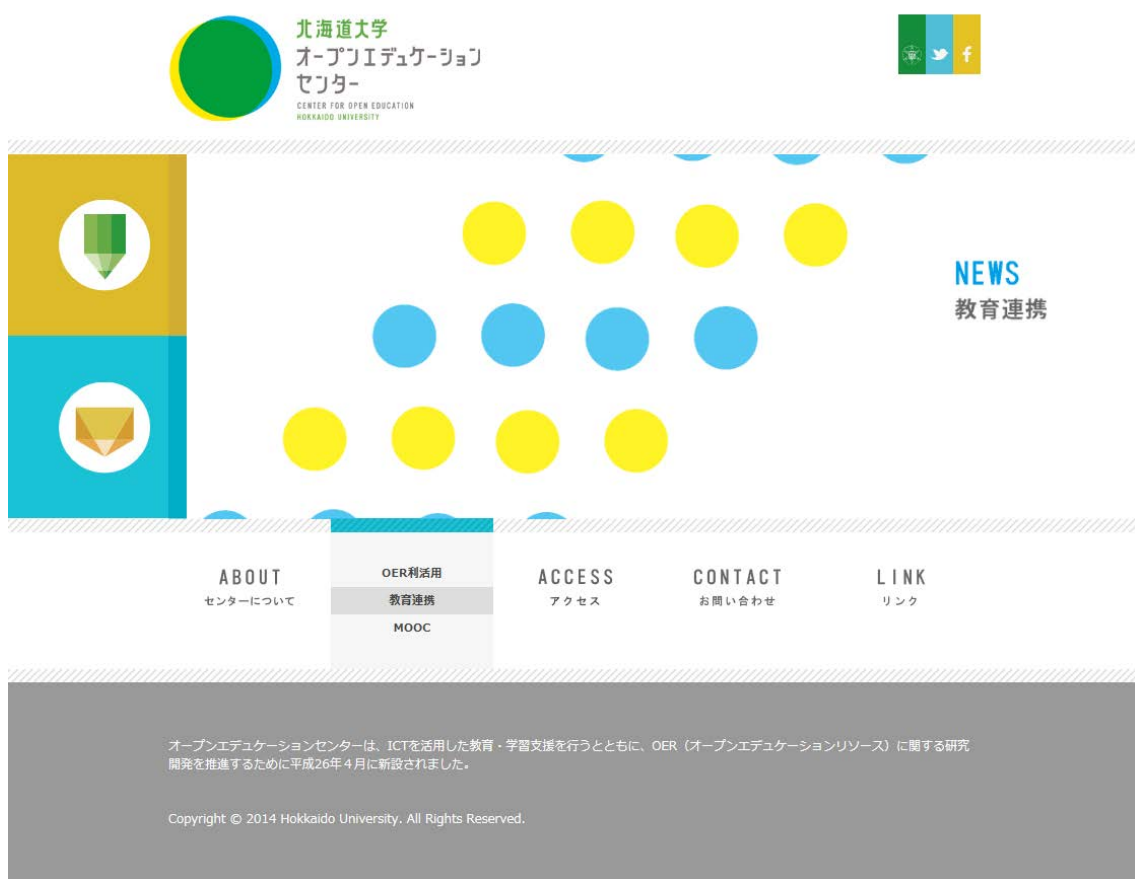 北海道大学
オープンエデュケーション
センター
CENTER FOR OPEN EDUCATION
HOKKAIDO UNIVERSITY
NEWS
教育連携
ABOUT
センターについて
OER利活用
教育連携
MOOC
ACCESS
アクセス
CONTACT
お問い合わせ
LINK
リンク
オープンエデュケーションセンターは、ICTを活用した教育・学習支援を行うとともに、OER（オープンエデュケーションリソース）に関する研究
開発を推進するために平成26年４月に新設されました。
Copyright © 2014 Hokkaido University. All Rights Reserved.